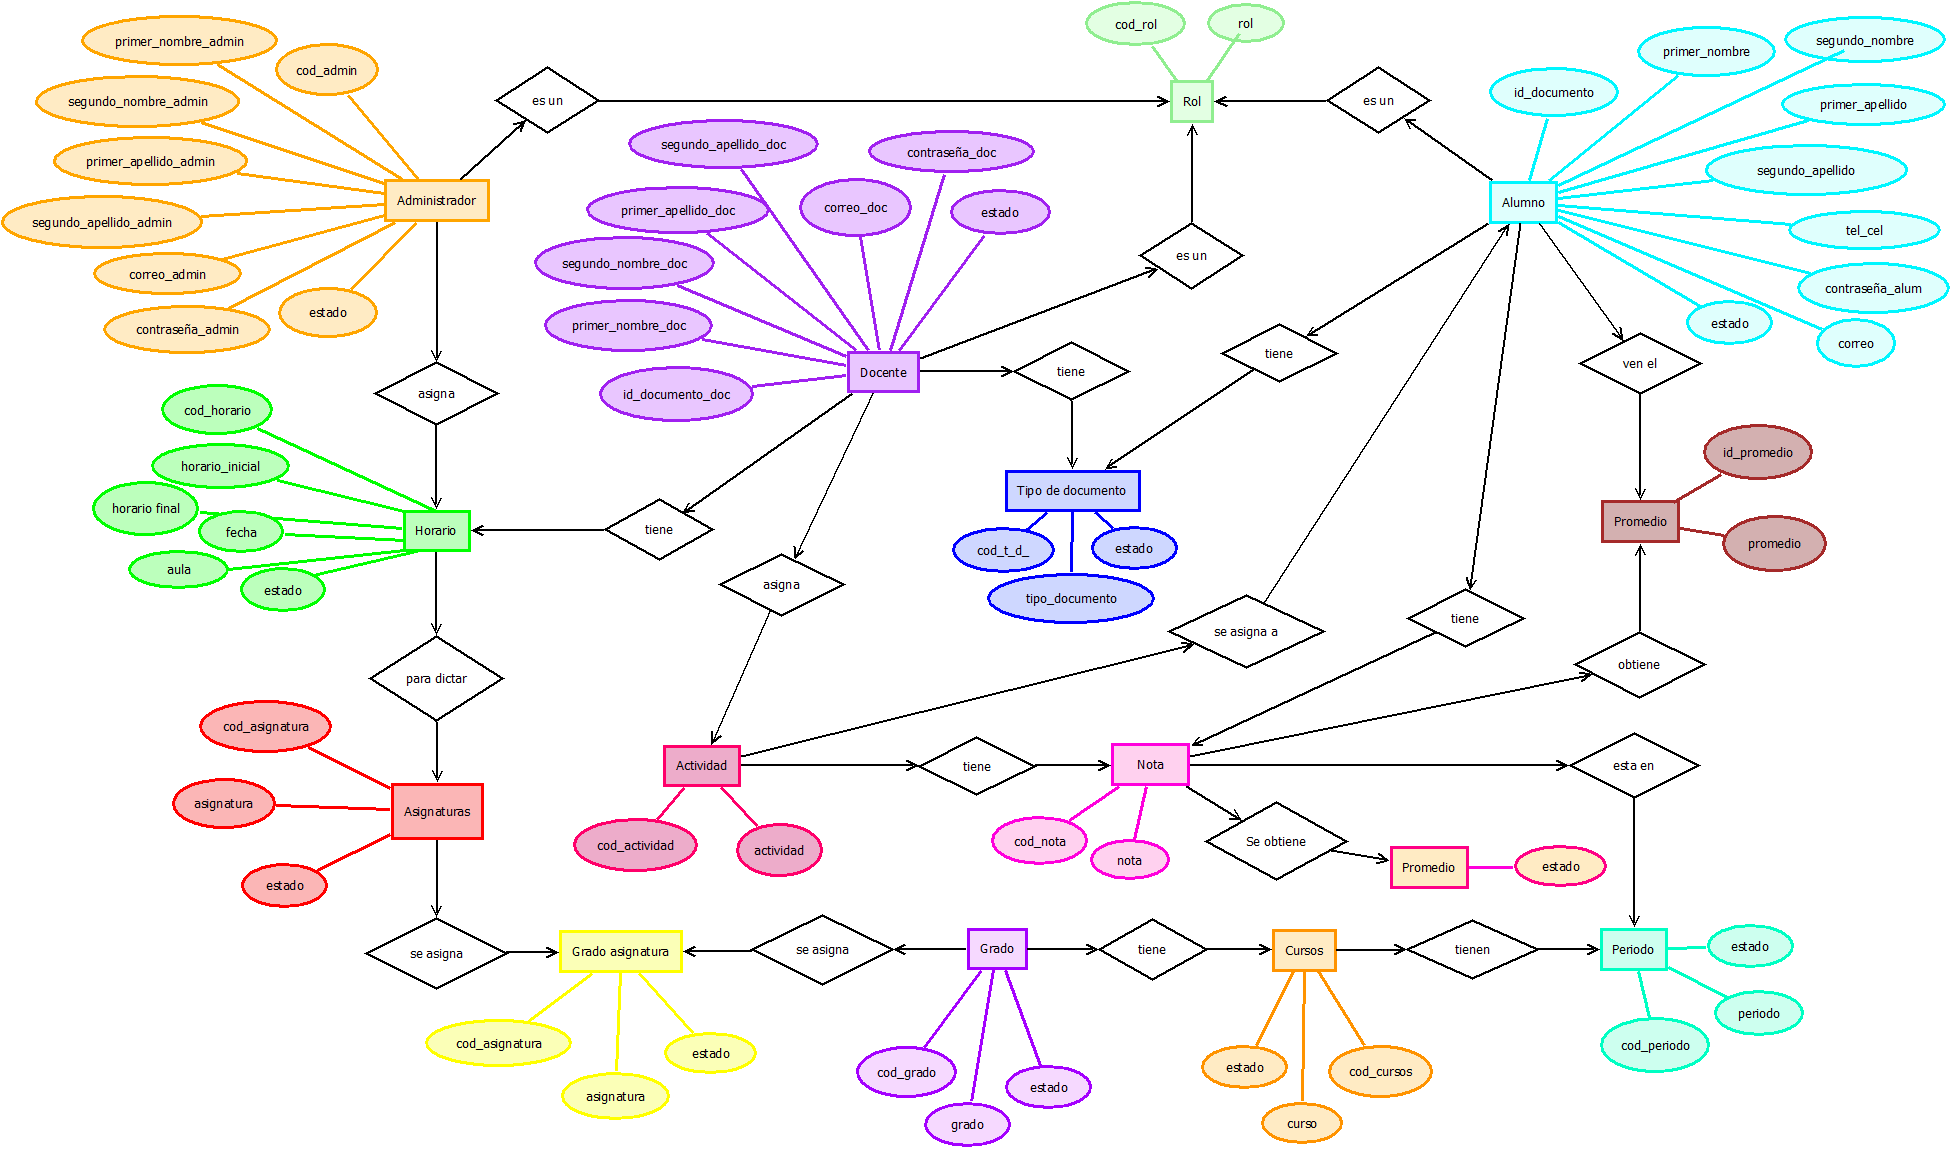 cod_rol
rol
primer_nombre_admin
cod_admin
primer_nombre
segundo_nombre
segundo_nombre_admin
es un
Rol
es un
id_documento
primer_apellido
primer_apellido_admin
segundo_apellido_doc
contraseña_doc
segundo_apellido
Administrador
primer_apellido_doc
correo_doc
estado
Alumno
segundo_apellido_admin
tel_cel
correo_admin
segundo_nombre_doc
es un
contraseña_alum
contraseña_admin
estado
primer_nombre_doc
estado
correo
Docente
tiene
tiene
ven el
asigna
id_documento_doc
cod_horario
horario_inicial
id_promedio
horario final
fecha
Horario
tiene
Tipo de documento
Promedio
promedio
aula
estado
asigna
cod_t_d_
estado
tipo_documento
se asigna a
tiene
obtiene
para dictar
cod_asignatura
Actividad
tiene
Nota
esta en
asignatura
Asignaturas
cod_actividad
actividad
cod_nota
nota
Se obtiene
Promedio
estado
estado
se asigna
Grado asignatura
se asigna
Grado
tiene
Cursos
tienen
Periodo
estado
cod_asignatura
estado
asignatura
cod_grado
estado
grado
estado
cod_cursos
curso
periodo
cod_periodo